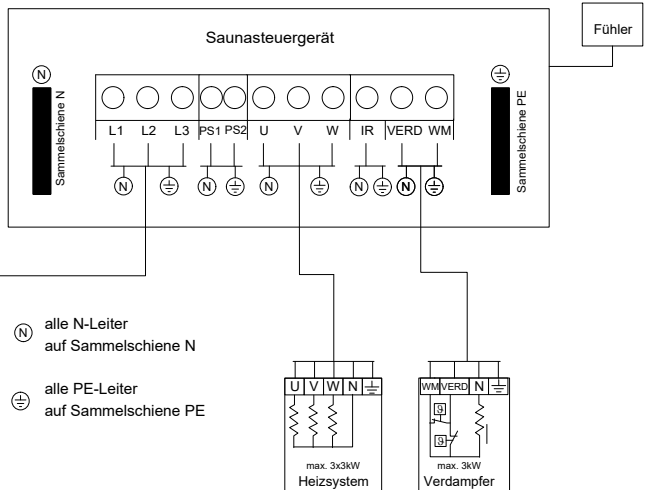 Saunasteuergerät
Fühler
N
Sammelschiene N
Sammelschiene PE
L1 L2 L3 PS1 PS2 U V W IR VERD WM
N N N N N
N alle N-Leiter
auf Sammelschiene N
alle PE-Leiter
auf Sammelschiene PE
U V W N
max. 3x3kW
Heizsystem
WM VERD N
ϑ
ϑ
max. 3kW
Verdampfer